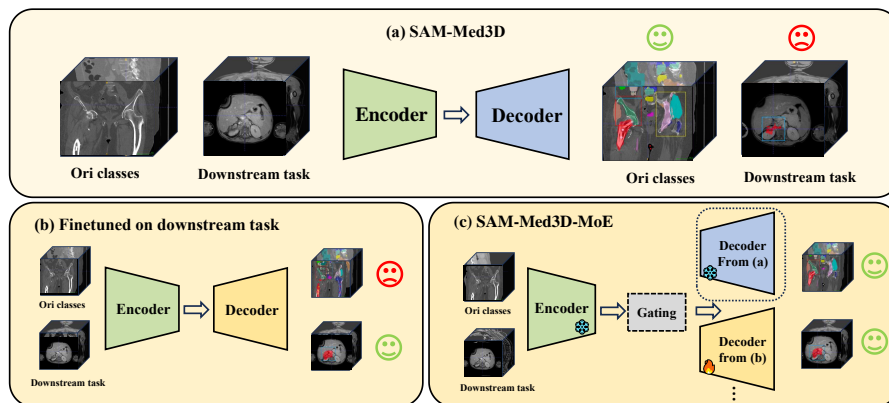 (a) SAM-Med3D
Encoder
Decoder
Ori classes
Downstream task
Ori classes
Downstream task
(b) Finetuned on downstream task
Ori classes
Encoder
Decoder
Downstream task
(c) SAM-Med3D-MoE
Ori classes
Encoder
Gating
Decoder
From (a)
Decoder
from (b)
Downstream task